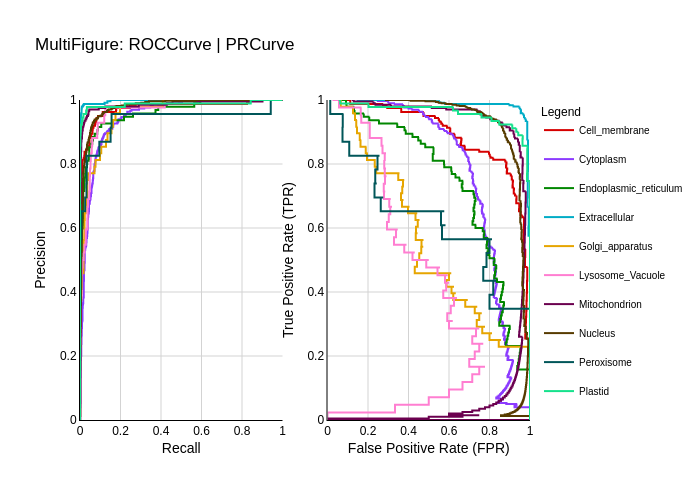 MultiFigure: ROCCurve | PRCurve
Precision
1
0.8
0.6
0.4
0.2
0
0 0.2 0.4 0.6 0.8 1
Recall
True Positive Rate (TPR)
1
0.8
0.6
0.4
0.2
0
0 0.2 0.4 0.6 0.8 1
False Positive Rate (FPR)
Legend
Cell_membrane
Cytoplasm
Endoplasmic_reticulum
Extracellular
Golgi_apparatus
Lysosome_Vacuole
Mitochondrion
Nucleus
Peroxisome
Plastid